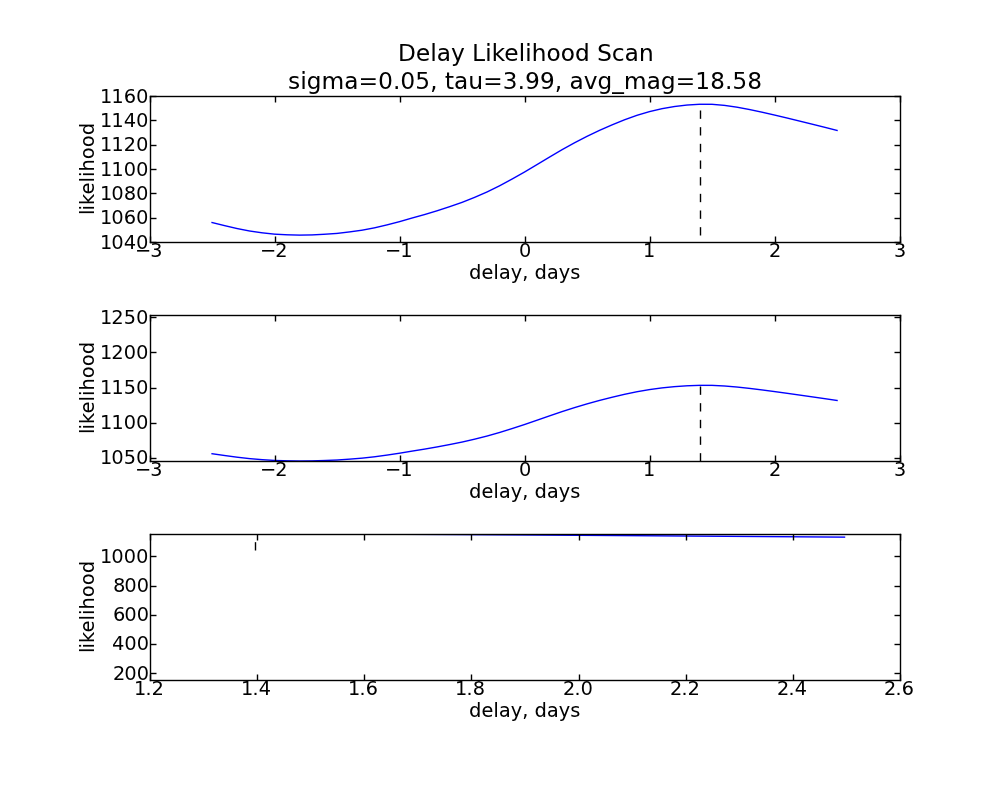 Delay Likelihood Scan
sigma=0.05, tau=3.99, avg_mag=18.58
1160
1140
1120
1100
1080
1060
1040
likelihood
−3 −2 −1 0 1 2 3
delay, days
1250
1200
1150
1100
1050
likelihood
−3 −2 −1 0 1 2 3
delay, days
1000
800
600
400
200
likelihood
1.2 1.4 1.6 1.8 2.0 2.2 2.4 2.6
delay, days